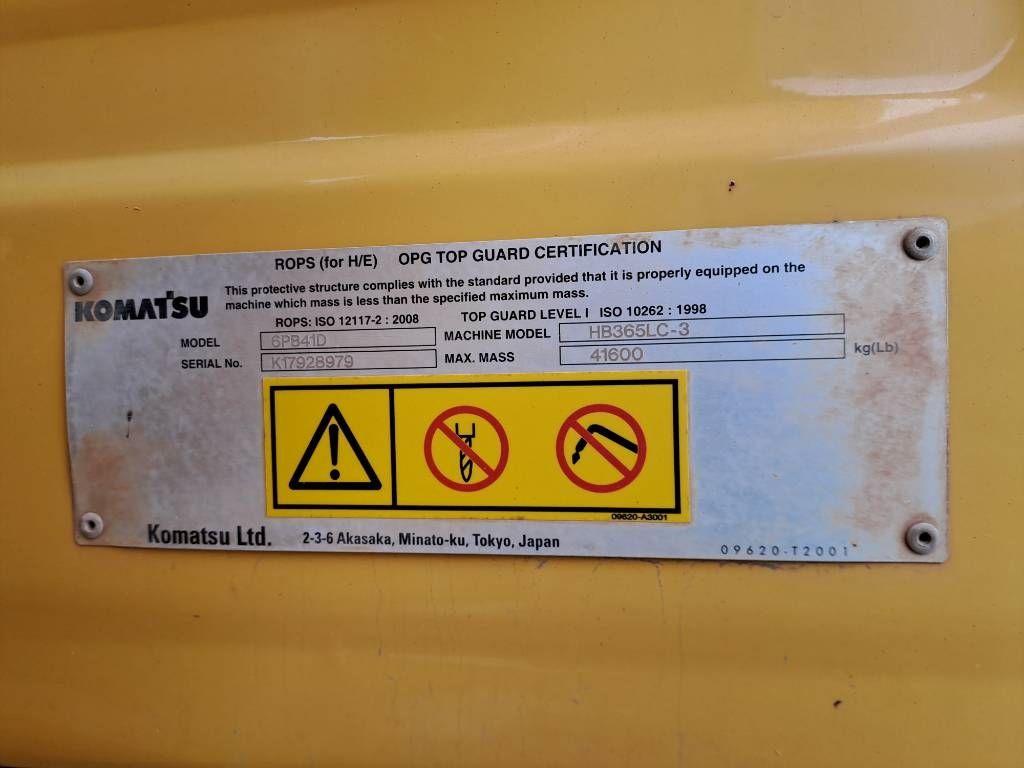 ROPS (for H/E) OPG TOP GUARD CERTIFICATION
KOMATSU
This protective structure complies with the standard provided that it is properly equipped on the
machine which mass is less than the specified maximum mass.
ROPS: ISO 12117-2 : 2008 TOP GUARD LEVEL I ISO 10262 : 1998
MODEL 6PB41D MACHINE MODEL HB365LC-3
SERIAL No. K17928979 MAX. MASS 41600 kg(Lb)
09620-A3001
Komatsu Ltd. 2-3-6 Akasaka, Minato-ku, Tokyo, Japan
09620-T2001